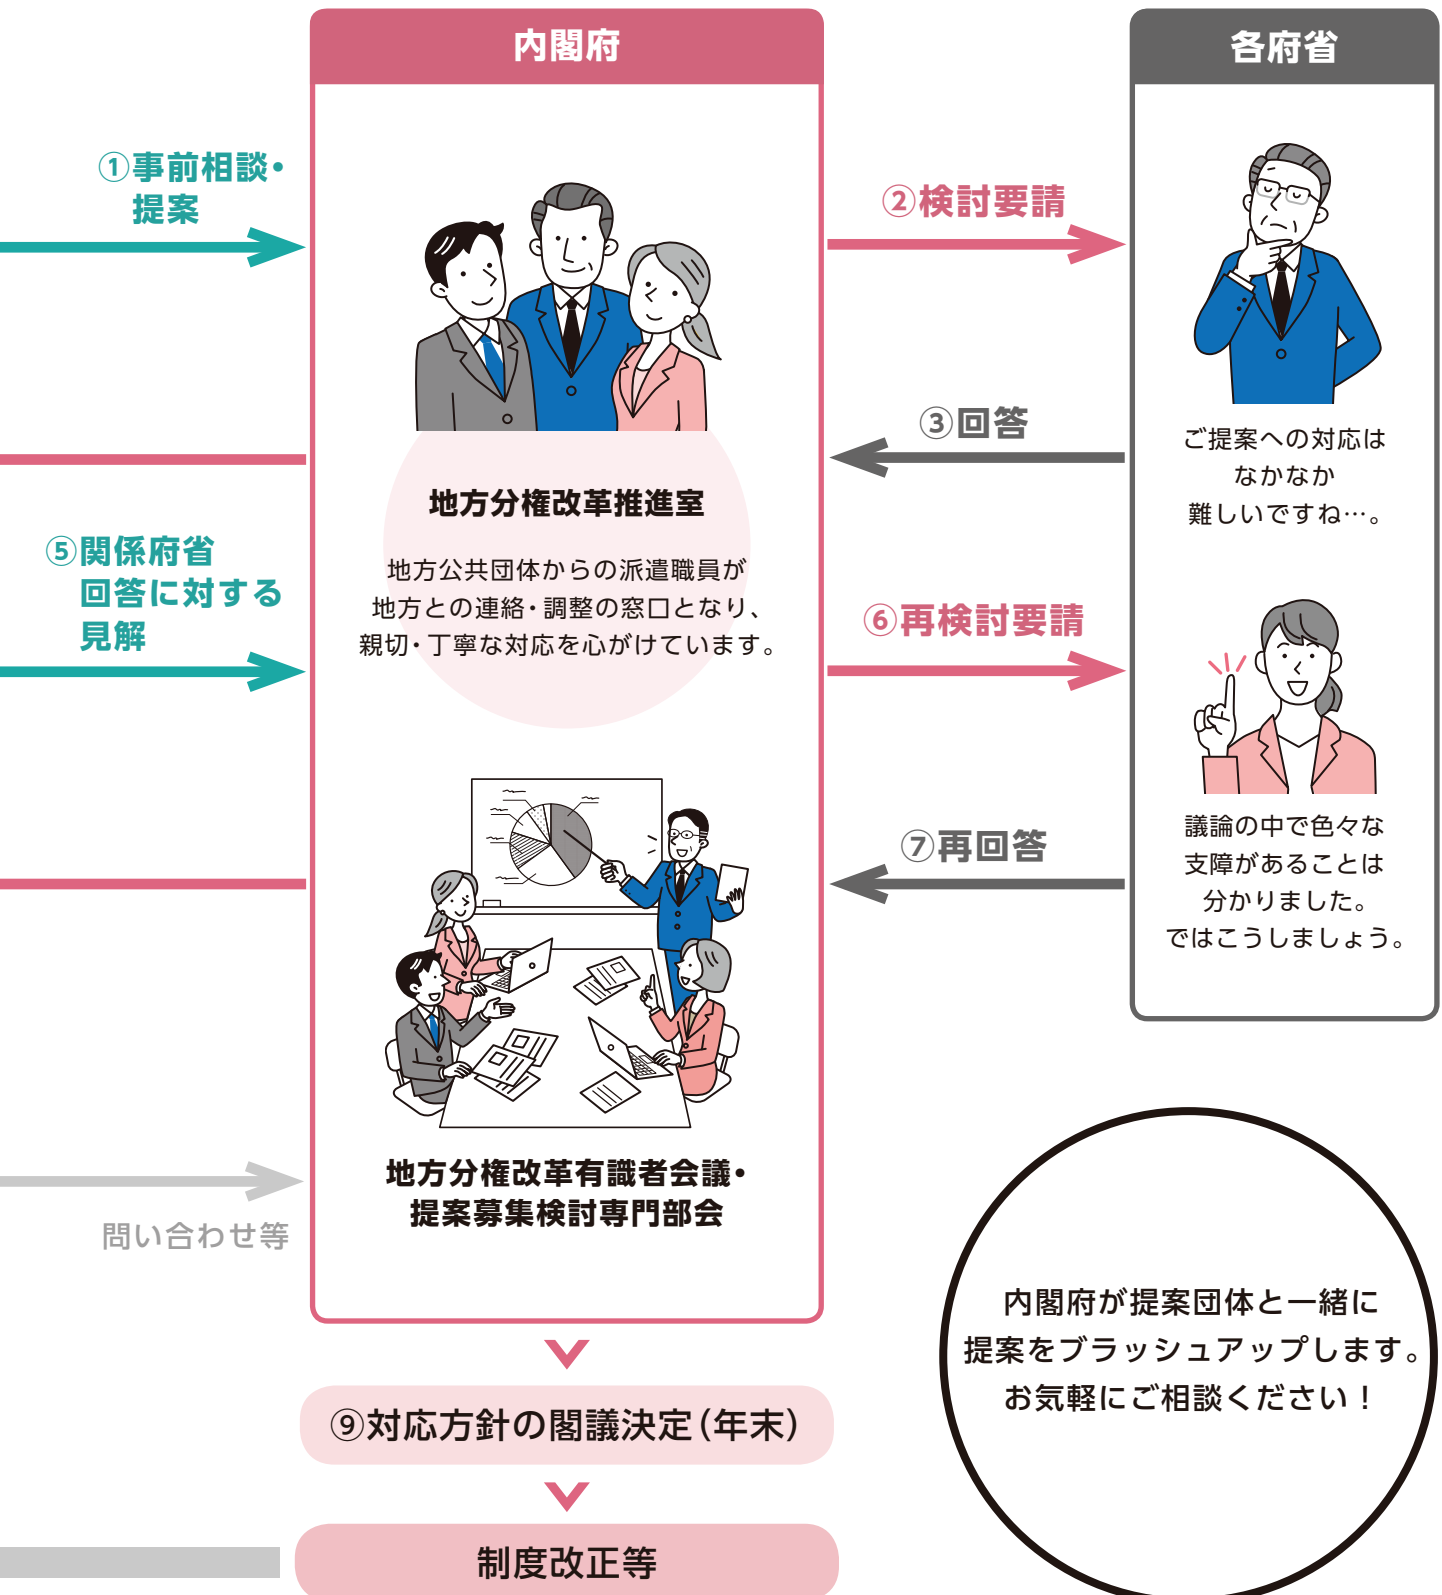 内閣府
各府省
①事前相談・
提案
②検討要請
③回答
ご提案への対応は
なかなか
難しいですね…。
地方分権改革推進室
地方公共団体からの派遣職員が
地方との連絡・調整の窓口となり、
親切・丁寧な対応を心がけています。
⑤関係府省
回答に対する
見解
⑥再検討要請
⑦再回答
議論の中で色々な
支障があることは
分かりました。
ではこうしましょう。
地方分権改革有識者会議・
提案募集検討専門部会
問い合わせ等
内閣府が提案団体と一緒に
提案をブラッシュアップします。
お気軽にご相談ください！
⑨対応方針の閣議決定（年末）
制度改正等